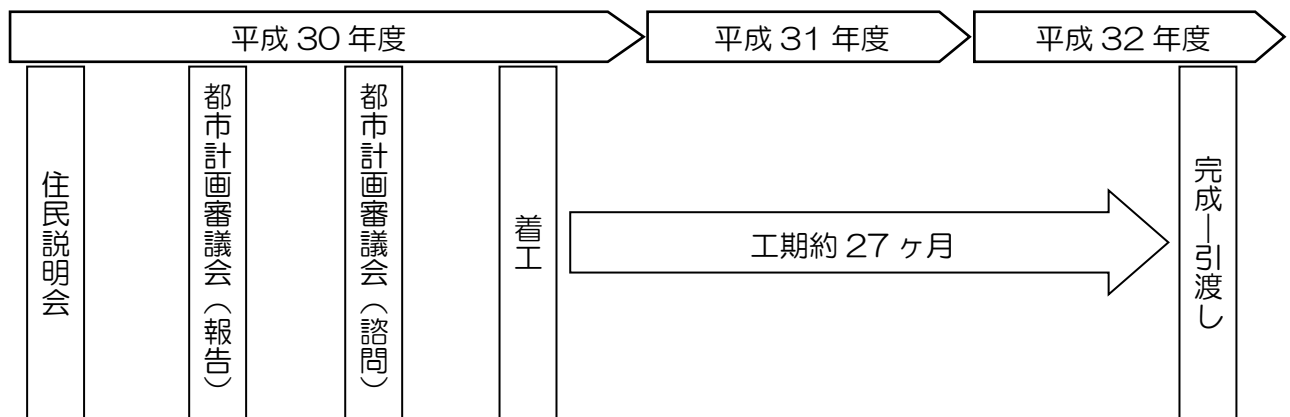 平成 30 年度
平成 31 年度
平成 32 年度
住民説明会
都市計画審議会（報告）
都市計画審議会（諮問）
着工
工期約 27 ヶ月
完成―引渡し